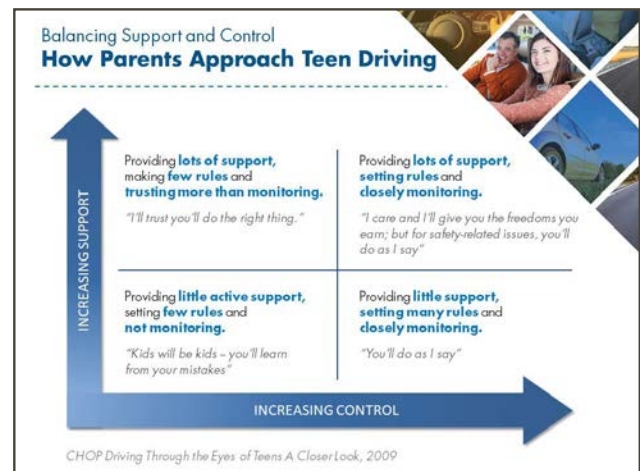 Balancing Support and Control
How Parents Approach Teen Driving
INCREASING SUPPORT
Providing lots of support,
making few rules and
trusting more than monitoring.
"I'll trust you'll do the right thing."
Providing lots of support,
setting rules and
closely monitoring.
"I care and I'll give you the freedoms you
earn; but for safety-related issues, you'll
do as I say"
Providing little active support,
setting few rules and
not monitoring.
"Kids will be kids – you'll learn
from your mistakes"
Providing little support,
setting many rules and
closely monitoring.
"You'll do as I say"
INCREASING CONTROL
CHOP Driving Through the Eyes of Teens A Closer Look, 2009